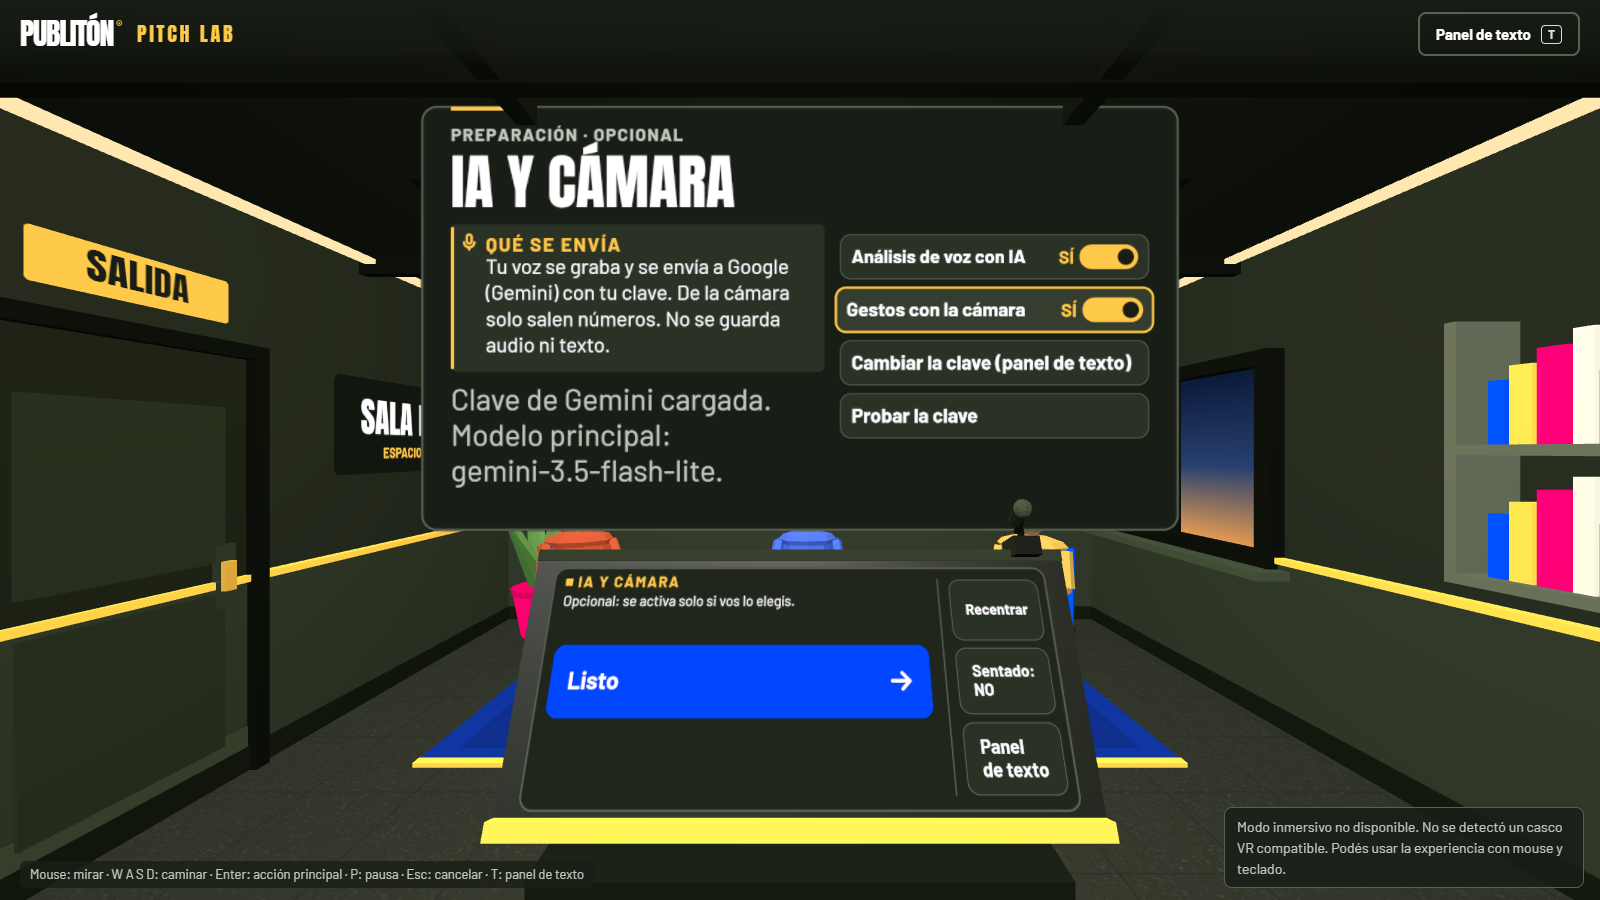 PUBLITÓN
PITCH LAB
Panel de texto T
PREPARACIÓN · OPCIONAL
IA Y CÁMARA
QUÉ SE ENVÍA
Tu voz se graba y se envía a Google
(Gemini) con tu clave. De la cámara
solo salen números. No se guarda
audio ni texto.
Clave de Gemini cargada.
Modelo principal:
gemini-3.5-flash-lite.
Análisis de voz con IA SÍ
Gestos con la cámara SÍ
Cambiar la clave (panel de texto)
Probar la clave
SALIDA
SALA
ESPACIO
IA Y CÁMARA
Opcional: se activa solo si vos lo elegís.
Listo
Recentrar
Sentado:
NO
Panel
de texto
Mouse: mirar · W A S D: caminar · Enter: acción principal · P: pausa · Esc: cancelar · T: panel de texto
Modo inmersivo no disponible. No se detectó un casco
VR compatible. Podés usar la experiencia con mouse y
teclado.